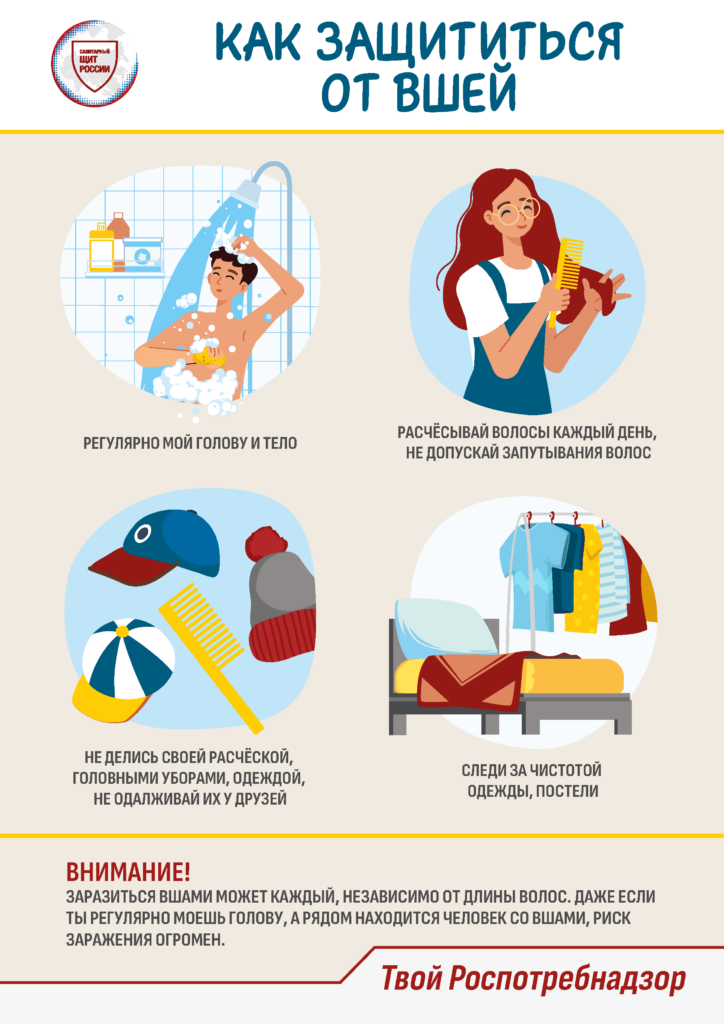 САНИТАРНЫЙ
ЩИТ
РОССИИ
КАК ЗАЩИТИТЬСЯ
ОТ ВШЕЙ
РЕГУЛЯРНО МОЙ ГОЛОВУ И ТЕЛО
РАСЧЁСЫВАЙ ВОЛОСЫ КАЖДЫЙ ДЕНЬ,
НЕ ДОПУСКАЙ ЗАПУТЫВАНИЯ ВОЛОС
НЕ ДЕЛИСЬ СВОЕЙ РАСЧЁСКОЙ,
ГОЛОВНЫМИ УБОРАМИ, ОДЕЖДОЙ,
НЕ ОДАЛЖИВАЙ ИХ У ДРУЗЕЙ
СЛЕДИ ЗА ЧИСТОТОЙ
ОДЕЖДЫ, ПОСТЕЛИ
ВНИМАНИЕ!
ЗАРАЗИТЬСЯ ВШАМИ МОЖЕТ КАЖДЫЙ, НЕЗАВИСИМО ОТ ДЛИНЫ ВОЛОС. ДАЖЕ ЕСЛИ
ТЫ РЕГУЛЯРНО МОЕШЬ ГОЛОВУ, А РЯДОМ НАХОДИТСЯ ЧЕЛОВЕК СО ВШАМИ, РИСК
ЗАРАЖЕНИЯ ОГРОМЕН.
Твой Роспотребнадзор